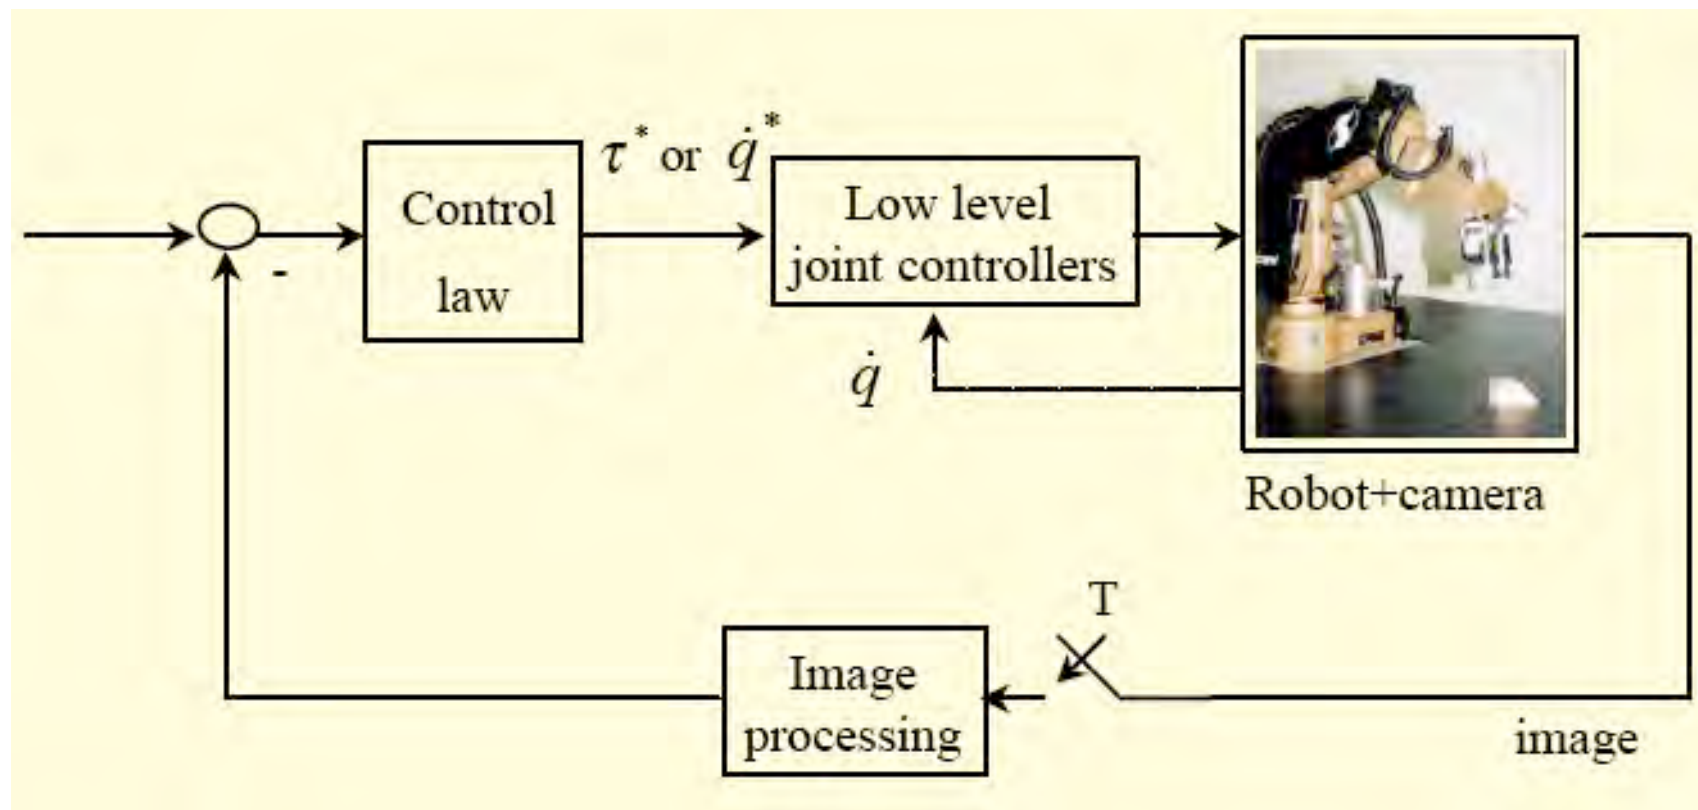 τ* or q̇*
Control
law
-
Low level
joint controllers
q̇
Robot+camera
T
Image
processing
image